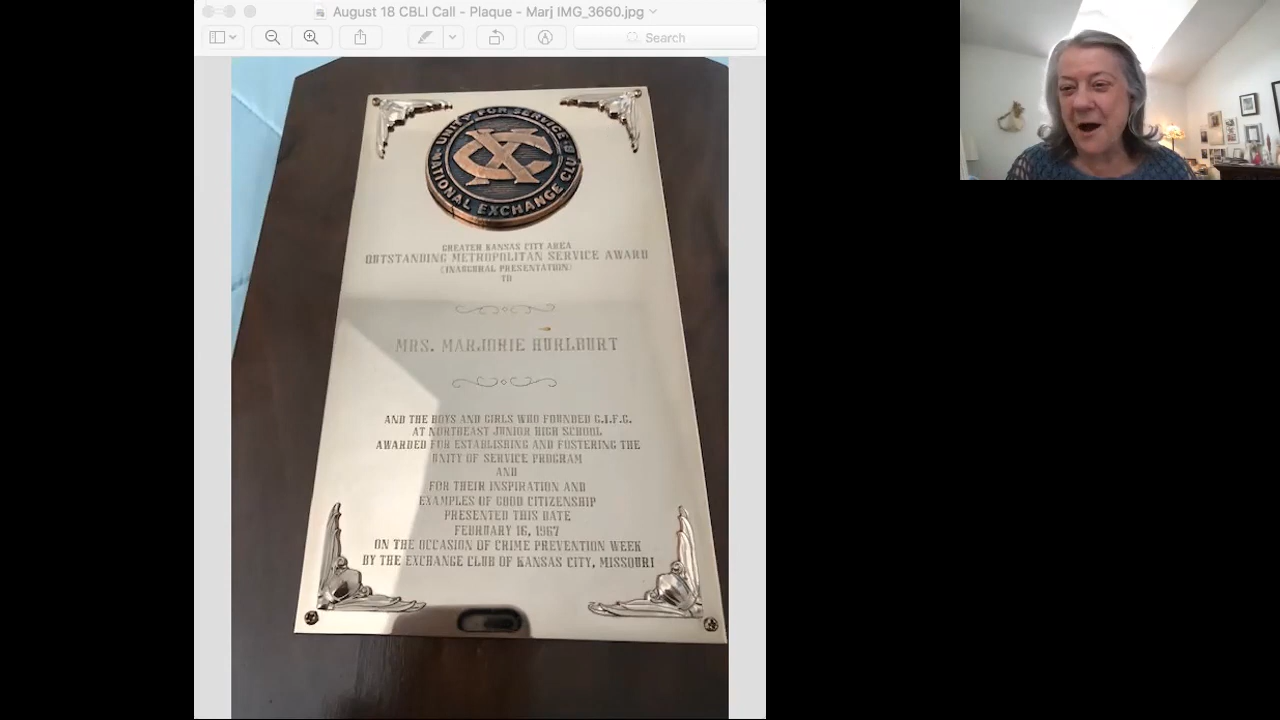 August 18 CBLI Call - Plaque - Marj IMG_3660.jpg
Search
UNITY FOR SERVICE
NATIONAL EXCHANGE CLUB
XC
GREATER KANSAS CITY AREA
OUTSTANDING METROPOLITAN SERVICE AWARD
(INAUGURAL PRESENTATION)
TO
MRS. MARJORIE HURLBURT
AND THE BOYS AND GIRLS WHO FOUNDED G.I.F.G.
AT NORTHEAST JUNIOR HIGH SCHOOL
AWARDED FOR ESTABLISHING AND FOSTERING THE
UNITY OF SERVICE PROGRAM
AND
FOR THEIR INSPIRATION AND
EXAMPLES OF GOOD CITIZENSHIP
PRESENTED THIS DATE
FEBRUARY 16, 1967
ON THE OCCASION OF CRIME PREVENTION WEEK
BY THE EXCHANGE CLUB OF KANSAS CITY, MISSOURI